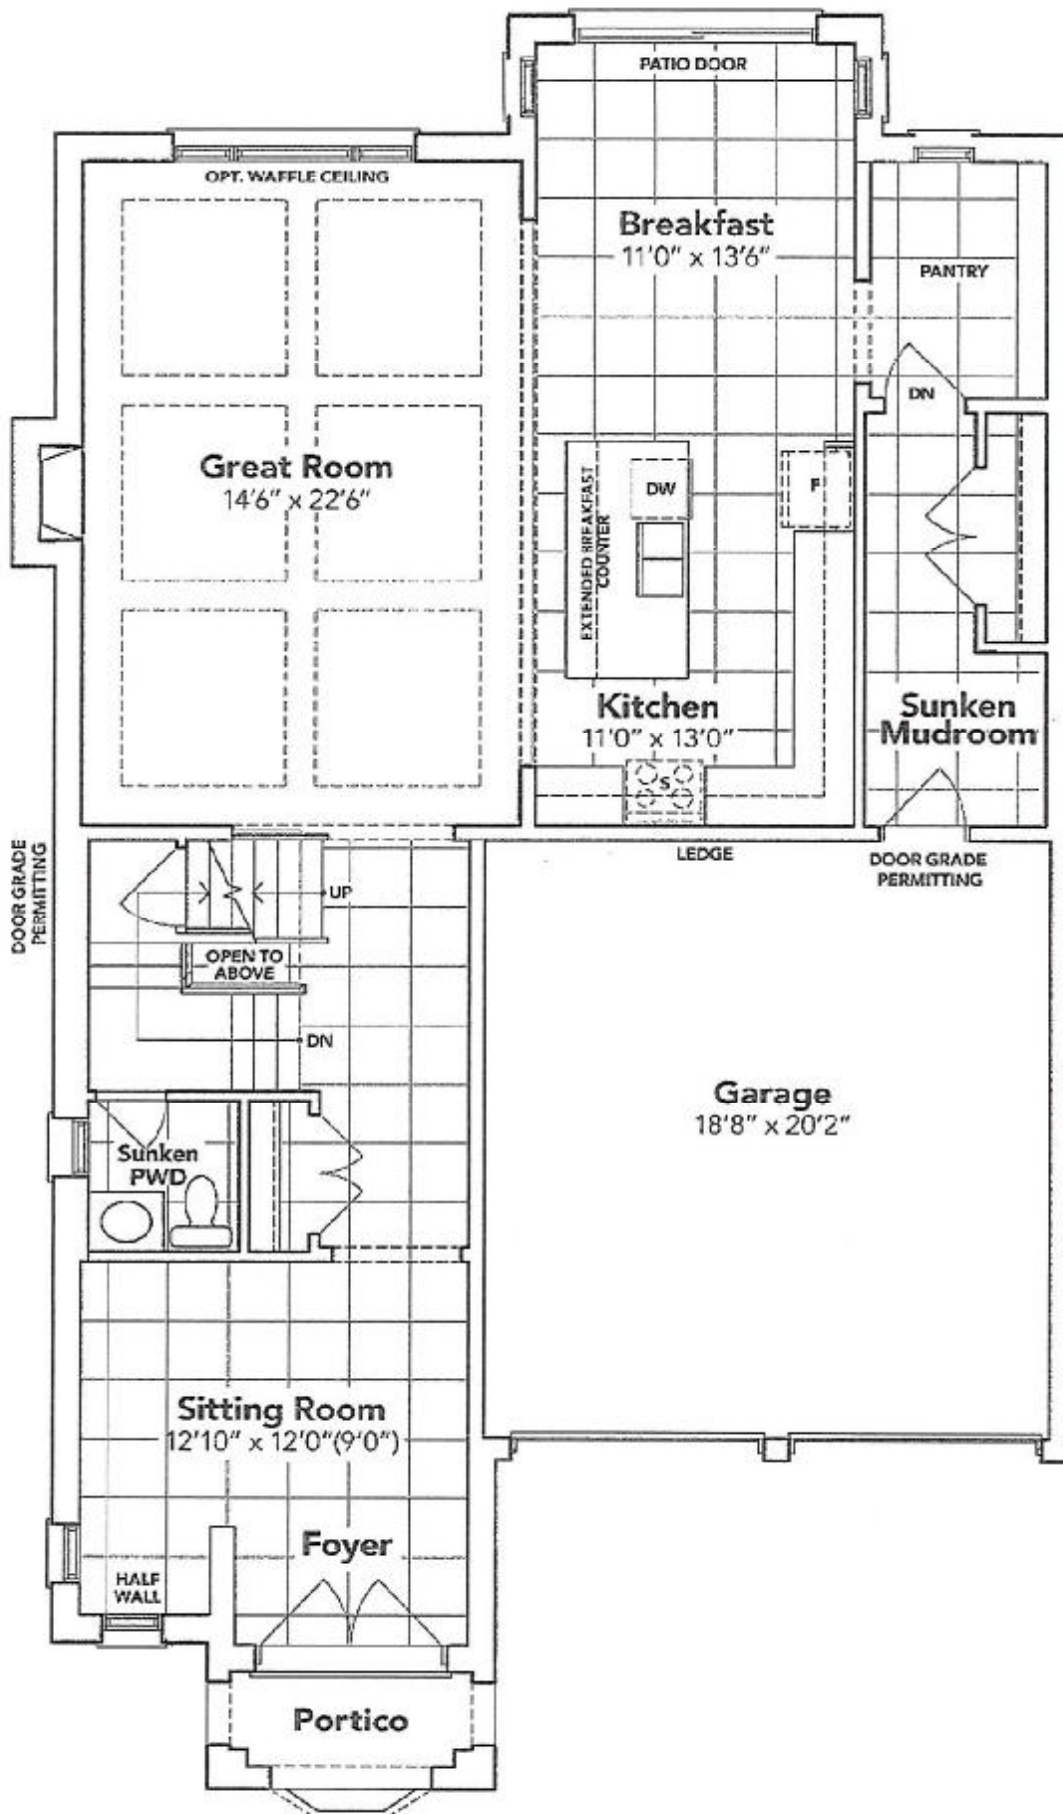 PATIO DOOR
OPT. WAFFLE CEILING
Breakfast
11'0" x 13'6"
PANTRY
DN
Great Room
14'6" x 22'6"
EXTENDED BREAKFAST
COUNTER
DW
F
Kitchen
11'0" x 13'0"
S
Sunken
Mudroom
DOOR GRADE
PERMITTING
LEDGE
DOOR GRADE
PERMITTING
UP
OPEN TO
ABOVE
DN
Garage
18'8" x 20'2"
Sunken
PWD
Sitting Room
12'10" x 12'0"(9'0")
Foyer
HALF
WALL
Portico